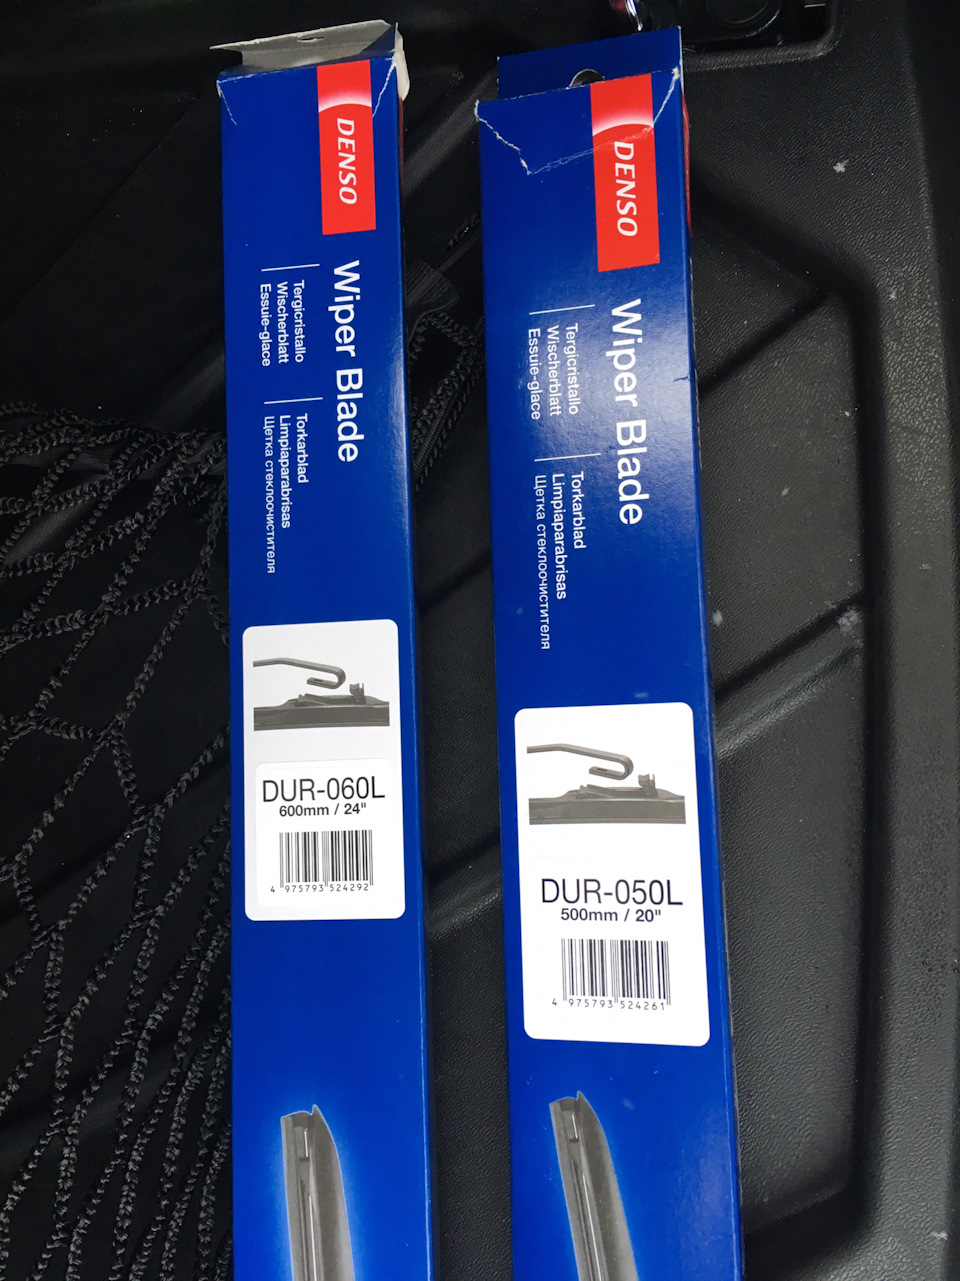 DENSO
Wiper Blade
Tergicristallo
Wischerblatt
Essuie-glace
Torkarblad
Limpiaparabrisas
Щетка стеклоочистителя
DUR-060L
600mm / 24"
4 975793 524292
DENSO
Wiper Blade
Tergicristallo
Wischerblatt
Essuie-glace
Torkarblad
Limpiaparabrisas
Щетка стеклоочистителя
DUR-050L
500mm / 20"
4 975793 524261